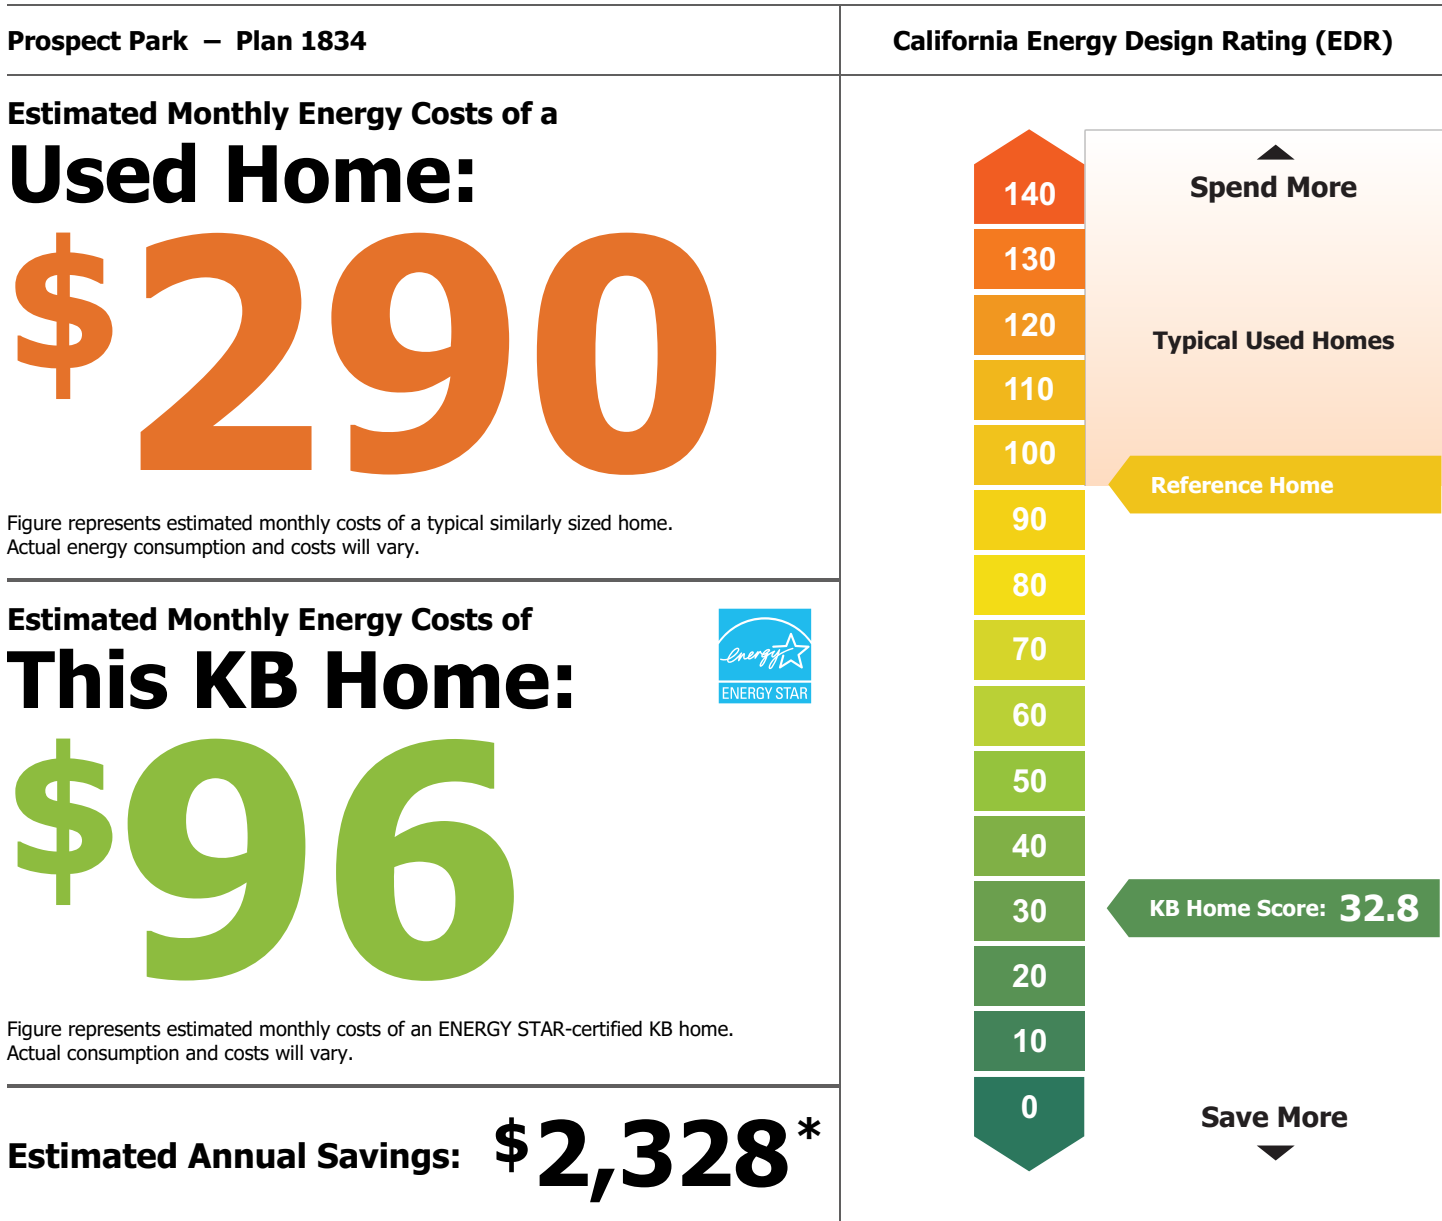 Prospect Park – Plan 1834
Estimated Monthly Energy Costs of a
Used Home:
$290
Figure represents estimated monthly costs of a typical similarly sized home.
Actual energy consumption and costs will vary.
Estimated Monthly Energy Costs of
This KB Home:
energy
ENERGY STAR
$96
Figure represents estimated monthly costs of an ENERGY STAR-certified KB home.
Actual consumption and costs will vary.
Estimated Annual Savings: $2,328*
California Energy Design Rating (EDR)
140
Spend More
130
120
Typical Used Homes
110
100
Reference Home
90
80
70
60
50
40
30
KB Home Score: 32.8
20
10
0
Save More